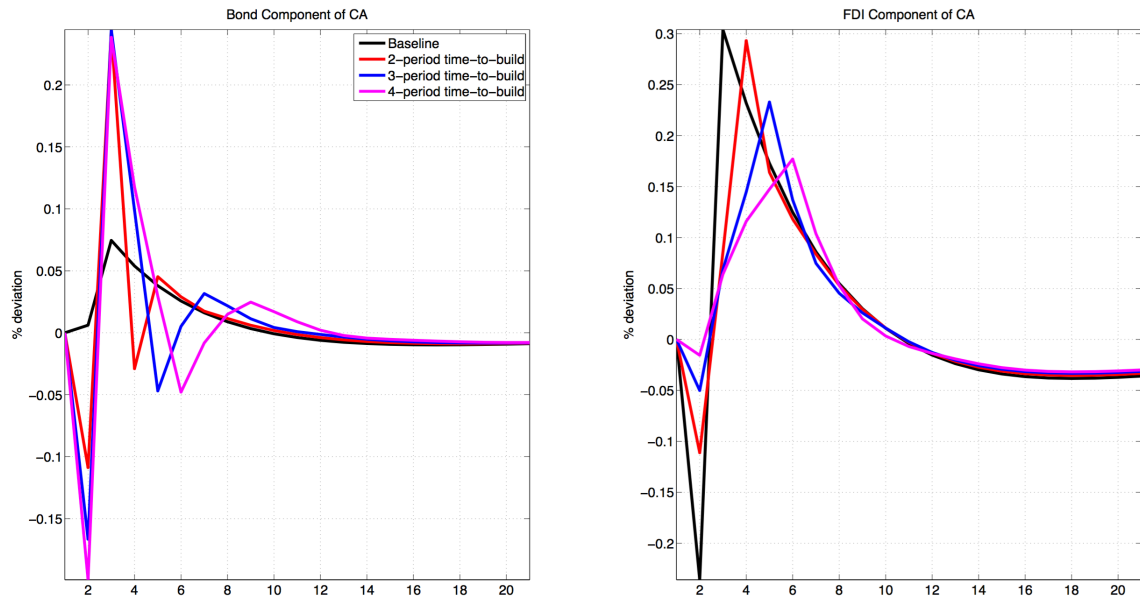 Bond Component of CA
Baseline
2−period time−to−build
3−period time−to−build
4−period time−to−build
% deviation
0.2
0.15
0.1
0.05
0
−0.05
−0.1
−0.15
2 4 6 8 10 12 14 16 18 20
FDI Component of CA
% deviation
0.3
0.25
0.2
0.15
0.1
0.05
0
−0.05
−0.1
−0.15
−0.2
2 4 6 8 10 12 14 16 18 20